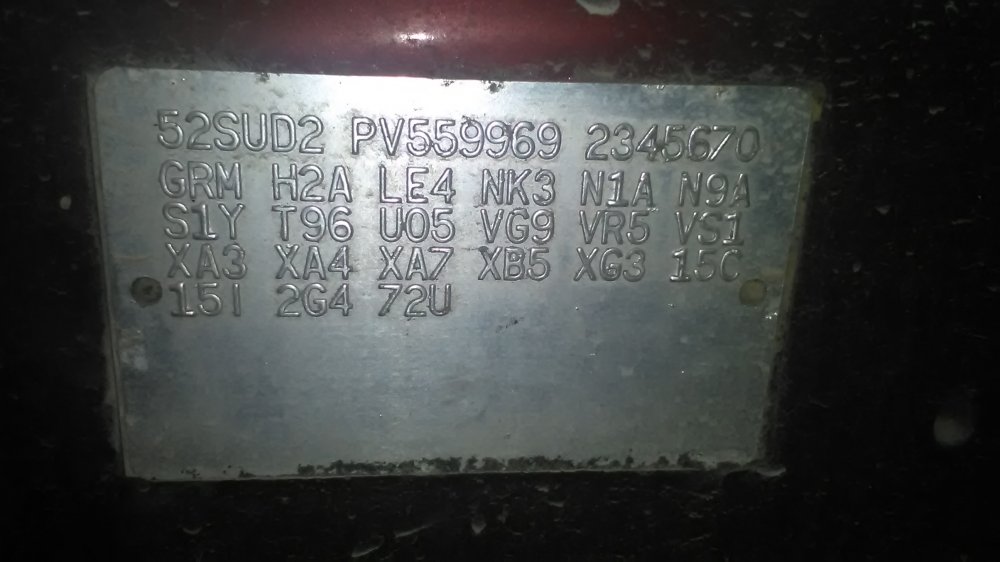 52SUD2 PV559969 2345670
GRM H2A LE4 NK3 N1A N9A
S1Y T96 U05 VG9 VR5 VS1
XA3 XA4 XA7 XB5 XG3 15C
15I 2G4 72U